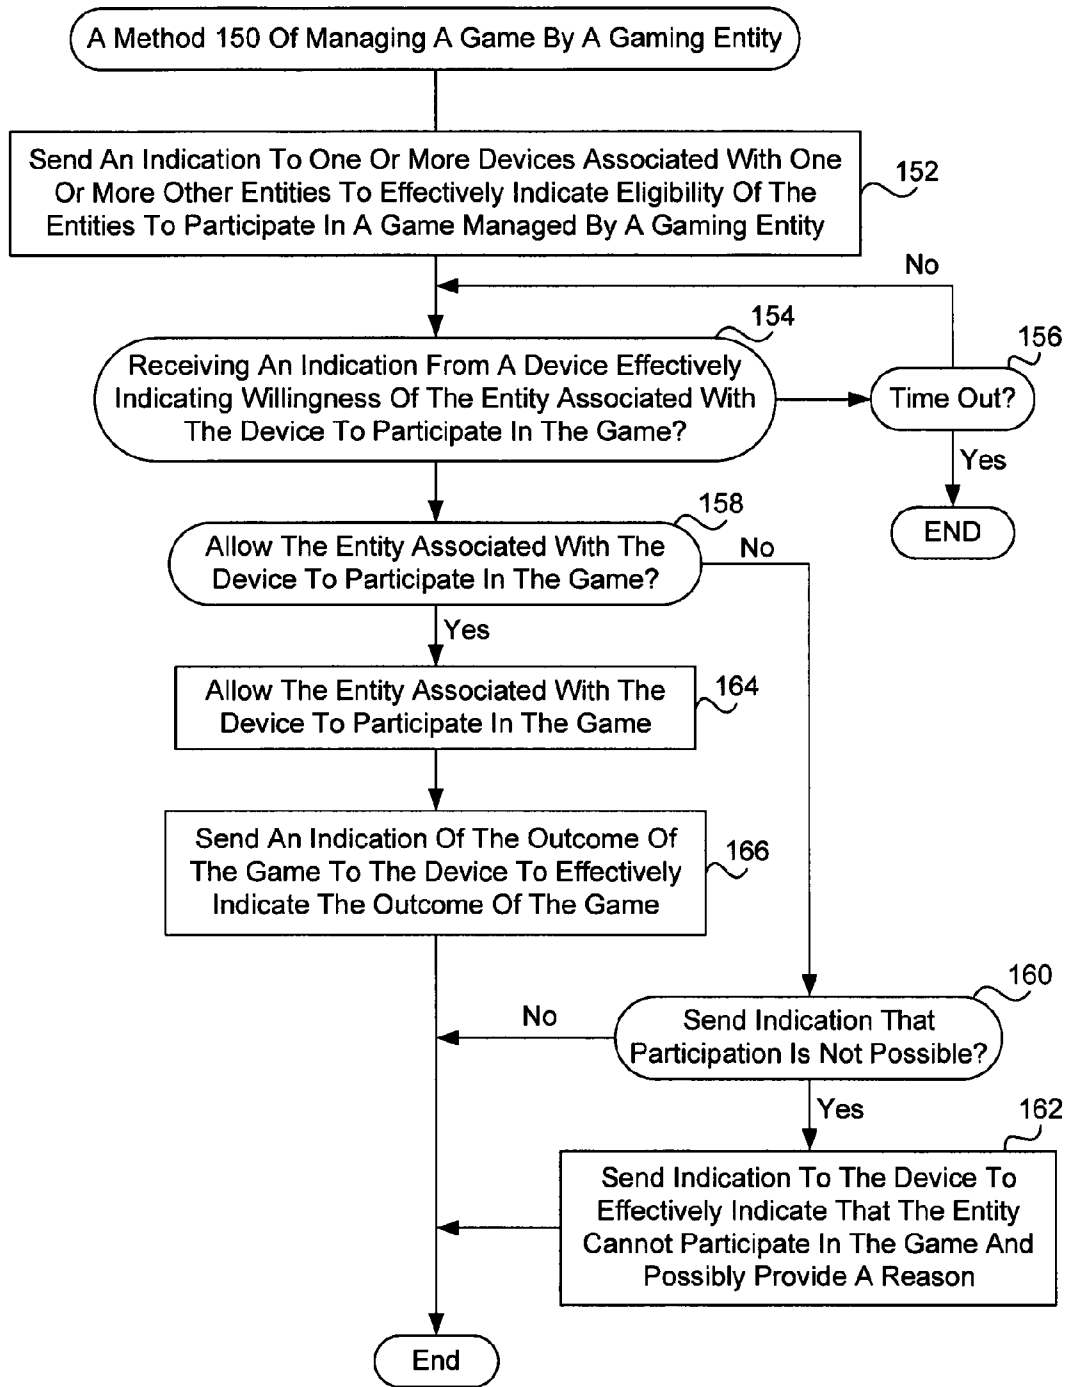 A Method 150 Of Managing A Game By A Gaming Entity
Send An Indication To One Or More Devices Associated With One
Or More Other Entities To Effectively Indicate Eligibility Of The
Entities To Participate In A Game Managed By A Gaming Entity
152
No
154
Receiving An Indication From A Device Effectively
Indicating Willingness Of The Entity Associated With
The Device To Participate In The Game?
156
Time Out?
Yes
END
158
Allow The Entity Associated With The
Device To Participate In The Game?
No
Yes
Allow The Entity Associated With The
Device To Participate In The Game
164
Send An Indication Of The Outcome Of
The Game To The Device To Effectively
Indicate The Outcome Of The Game
166
160
Send Indication That
Participation Is Not Possible?
No
Yes
162
Send Indication To The Device To
Effectively Indicate That The Entity
Cannot Participate In The Game And
Possibly Provide A Reason
End